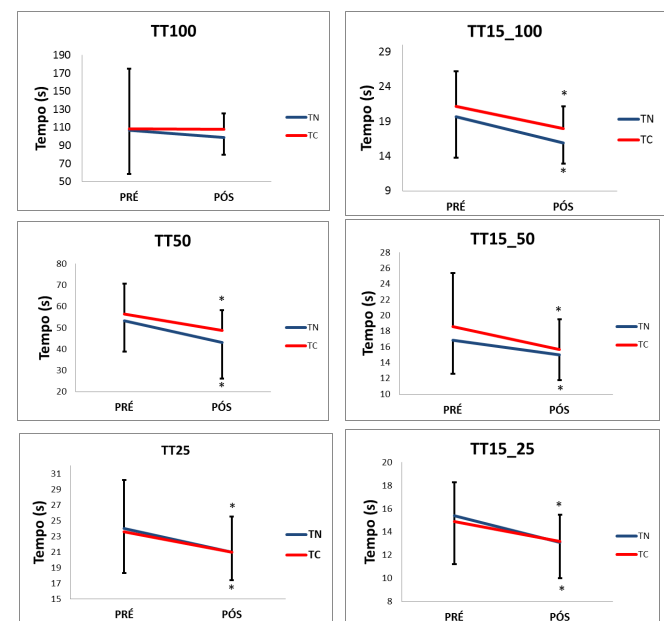 TT100
190
170
150
130
110
90
70
50
Tempo (s)
PRÉ PÓS
TN
TC
TT15_100
29
24
19
14
9
Tempo (s)
*
*
PRÉ PÓS
TN
TC
TT50
80
70
60
50
40
30
20
Tempo (s)
*
*
PRÉ PÓS
TN
TC
TT15_50
28
26
24
22
20
18
16
14
12
10
Tempo (s)
*
*
PRÉ PÓS
TN
TC
TT25
31
29
27
25
23
21
19
17
15
Tempo (s)
*
*
PRÉ PÓS
TN
TC
TT15_25
20
18
16
14
12
10
8
Tempo (s)
*
*
PRÉ PÓS
TN
TC